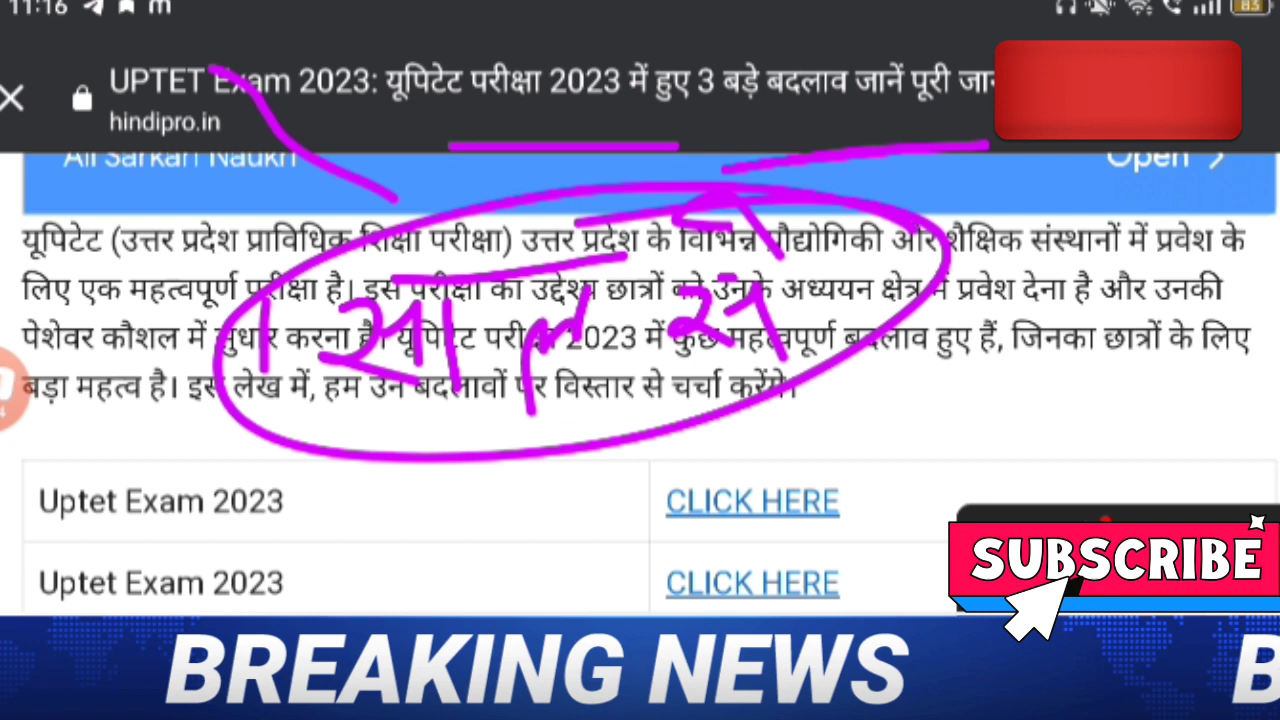 11:16
83
UPTET Exam 2023: यूपिटेट परीक्षा 2023 में हुए 3 बड़े बदलाव जानें पूरी
hindipro.in
All Sarkari Naukri
Open
यूपिटेट (उत्तर प्रदेश प्राविधिक शिक्षा परीक्षा) उत्तर प्रदेश के विभिन्न प्रौद्योगिकी और शैक्षिक संस्थानों में प्रवेश के
लिए एक महत्वपूर्ण परीक्षा है। इस परीक्षा का उद्देश्य छात्रों को उनके अध्ययन क्षेत्र में प्रवेश देना है और उनकी
पेशेवर कौशल में सुधार करना है। यूपिटेट परीक्षा 2023 में कुछ महत्वपूर्ण बदलाव हुए हैं, जिनका छात्रों के लिए
बड़ा महत्व है। इस लेख में, हम उन बदलावों पर विस्तार से चर्चा करेंगे।
Uptet Exam 2023 CLICK HERE
Uptet Exam 2023 CLICK HERE
SUBSCRIBE
BREAKING NEWS